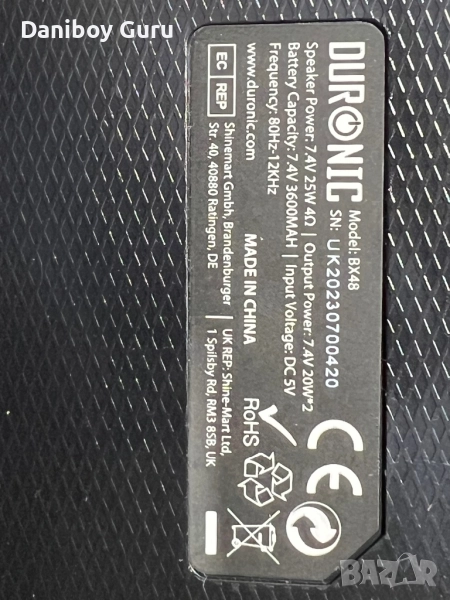 Daniboy Guru
DURONIC
Model: BX48
SN: UK20230700420
Speaker Power: 7.4V 25W 4Ω | Output Power: 7.4V 20W*2
Battery Capacity: 7.4V 3600MAH | Input Voltage: DC 5V
Frequency: 80Hz-12KHz
www.duronic.com
MADE IN CHINA
RoHS
CE
EC REP
Shinemart GmbH, Brandenburger
Str. 40, 40880 Ratingen, DE
UK REP: Shine-Mart Ltd,
1 Spilsby Rd, RM3 8SB, UK
BAZAR